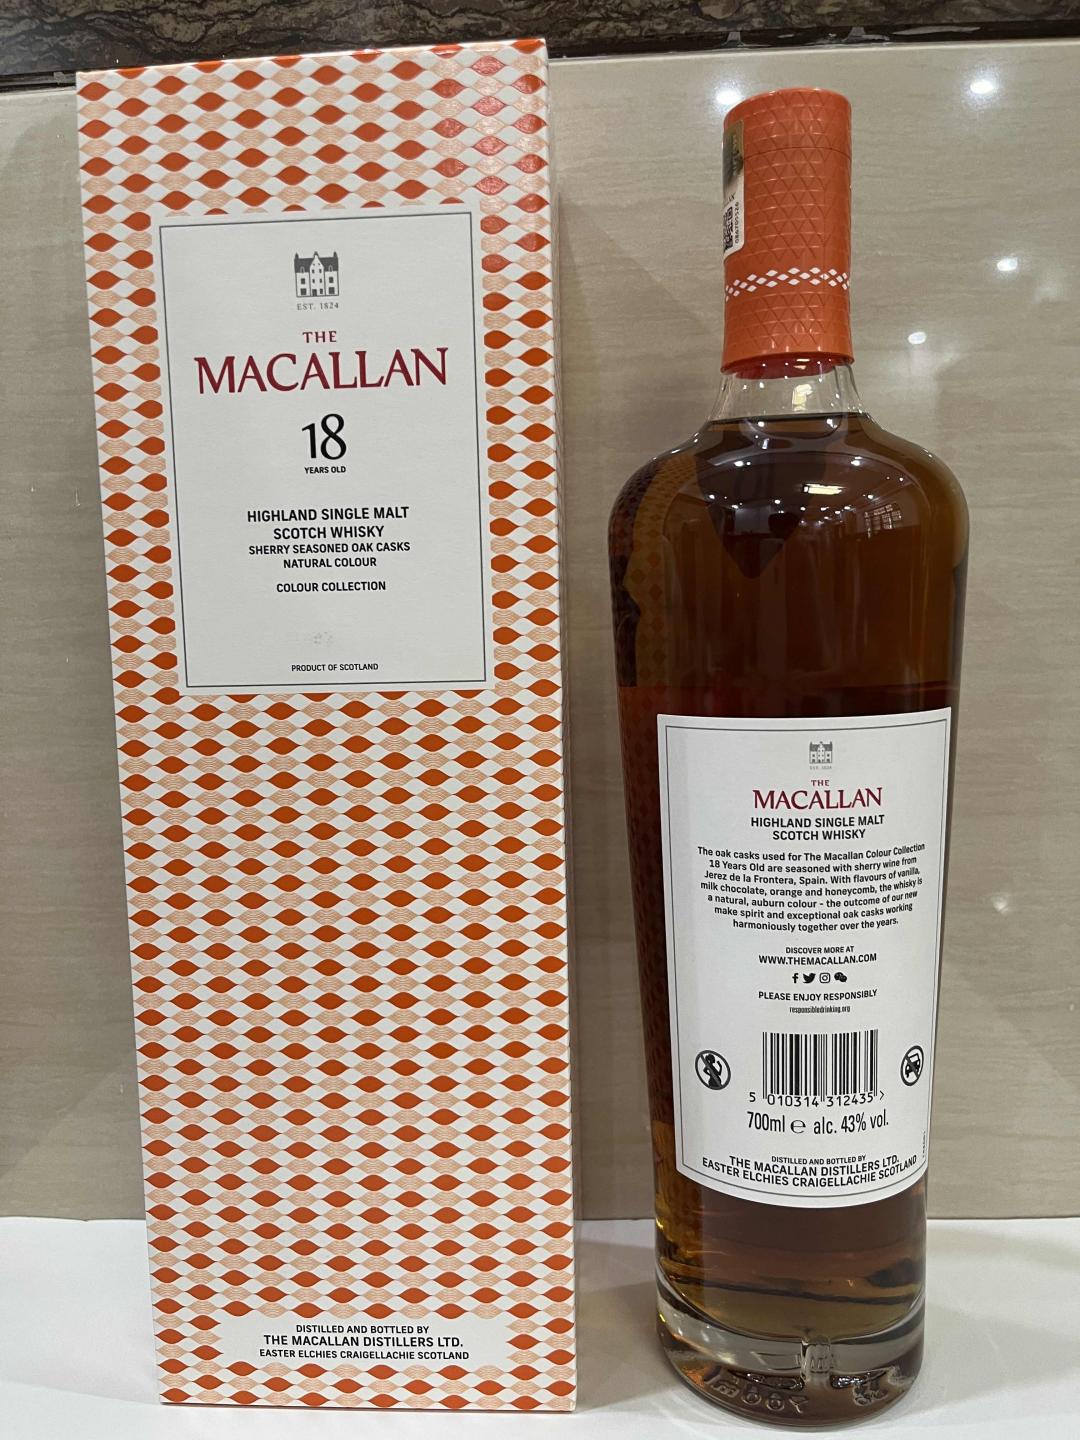 EST. 1824
THE
MACALLAN
18
YEARS OLD
HIGHLAND SINGLE MALT
SCOTCH WHISKY
SHERRY SEASONED OAK CASKS
NATURAL COLOUR
COLOUR COLLECTION
PRODUCT OF SCOTLAND
DISTILLED AND BOTTLED BY
THE MACALLAN DISTILLERS LTD.
EASTER ELCHIES CRAIGELLACHIE SCOTLAND
EST. 1824
THE
MACALLAN
HIGHLAND SINGLE MALT
SCOTCH WHISKY
The oak casks used for The Macallan Colour Collection
18 Years Old are seasoned with sherry wine from
Jerez de la Frontera, Spain. With flavours of vanilla,
milk chocolate, orange and honeycomb, the whisky is
a natural, auburn colour - the outcome of our new
make spirit and exceptional oak casks working
harmoniously together over the years.
DISCOVER MORE AT
WWW.THEMACALLAN.COM
PLEASE ENJOY RESPONSIBLY
responsibledrinking.org
5 010314 312435 >
700ml e alc. 43% vol.
DISTILLED AND BOTTLED BY
THE MACALLAN DISTILLERS LTD.
EASTER ELCHIES CRAIGELLACHIE SCOTLAND